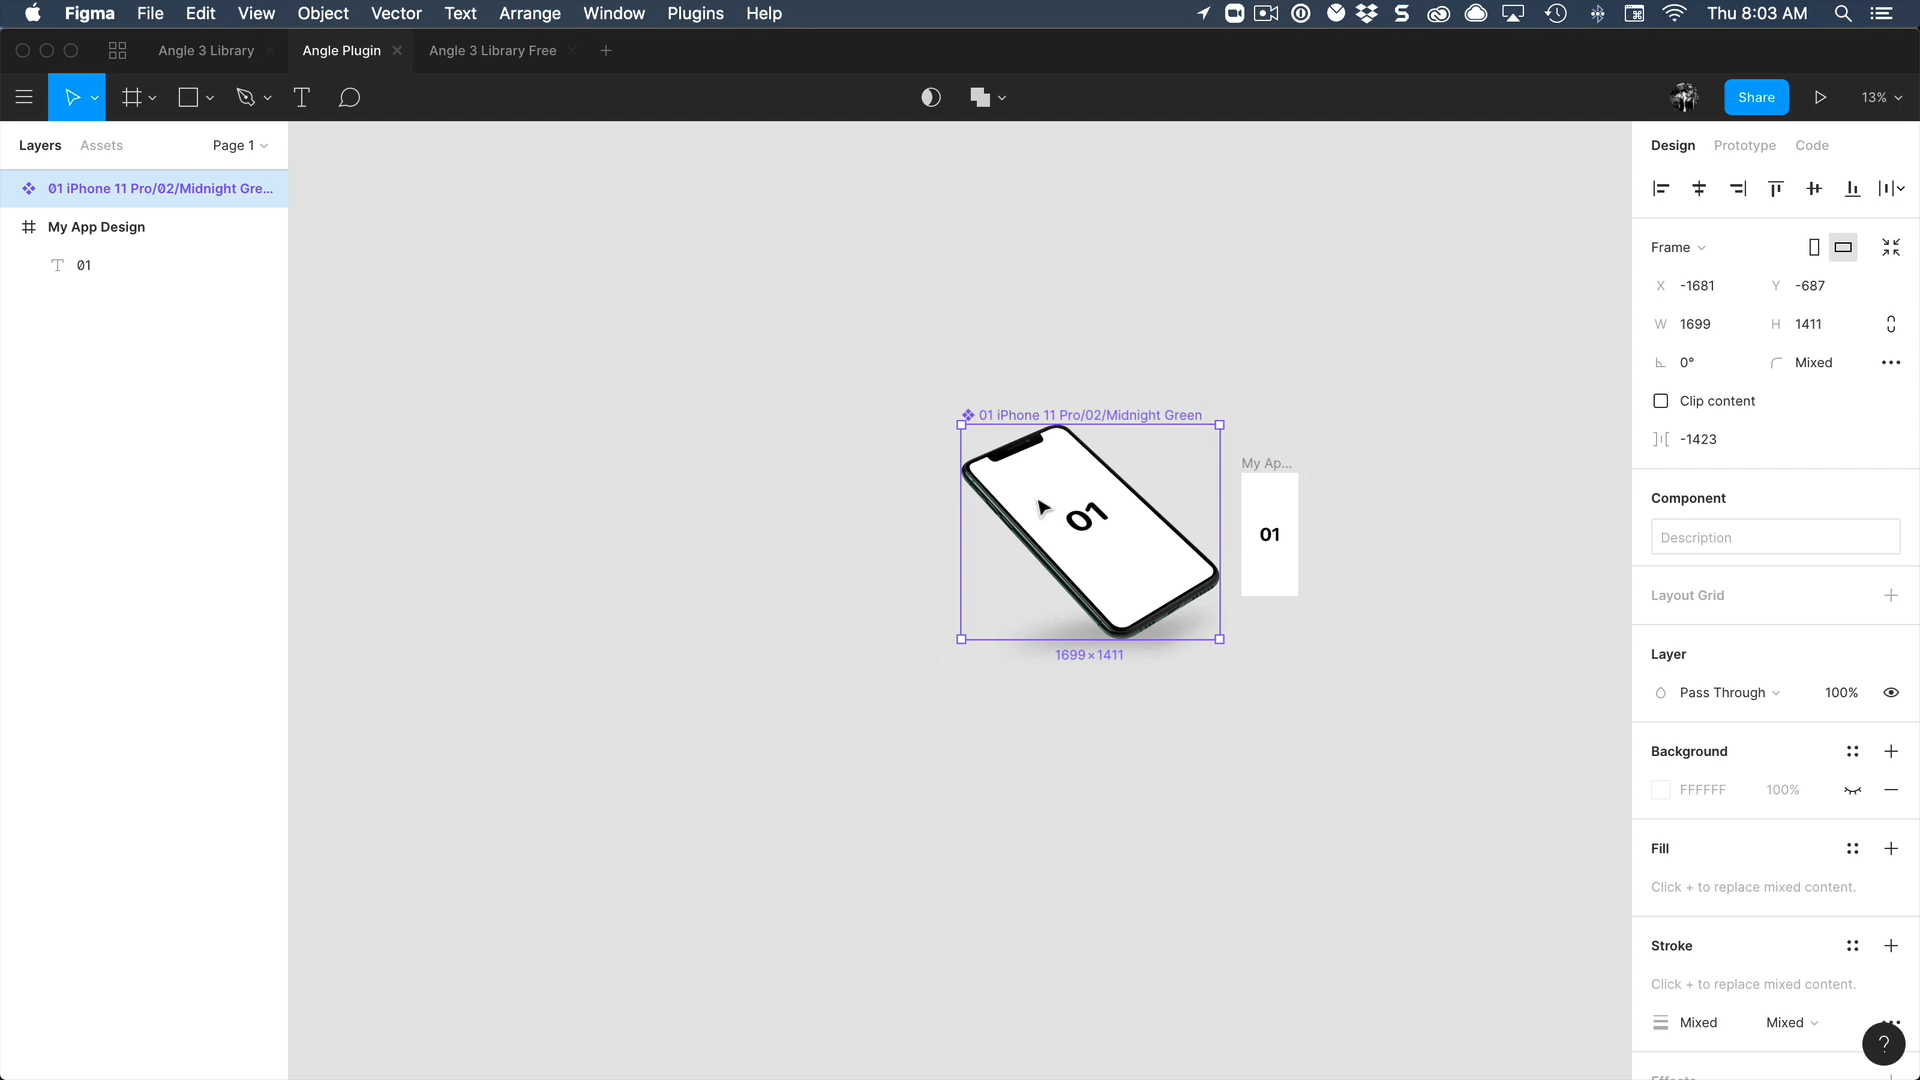 Figma File Edit View Object Vector Text Arrange Window Plugins Help Thu 8:03 AM
Angle 3 Library Angle Plugin Angle 3 Library Free
Share 13%
Layers Assets Page 1
01 iPhone 11 Pro/02/Midnight Gre...
My App Design
01
01 iPhone 11 Pro/02/Midnight Green
01
1699 × 1411
My Ap...
01
Design Prototype Code
Frame
X -1681 Y -687
W 1699 H 1411
0° Mixed
Clip content
-1423
Component
Description
Layout Grid
Layer
Pass Through 100%
Background
FFFFFF 100%
Fill
Click + to replace mixed content.
Stroke
Click + to replace mixed content.
Mixed Mixed
?